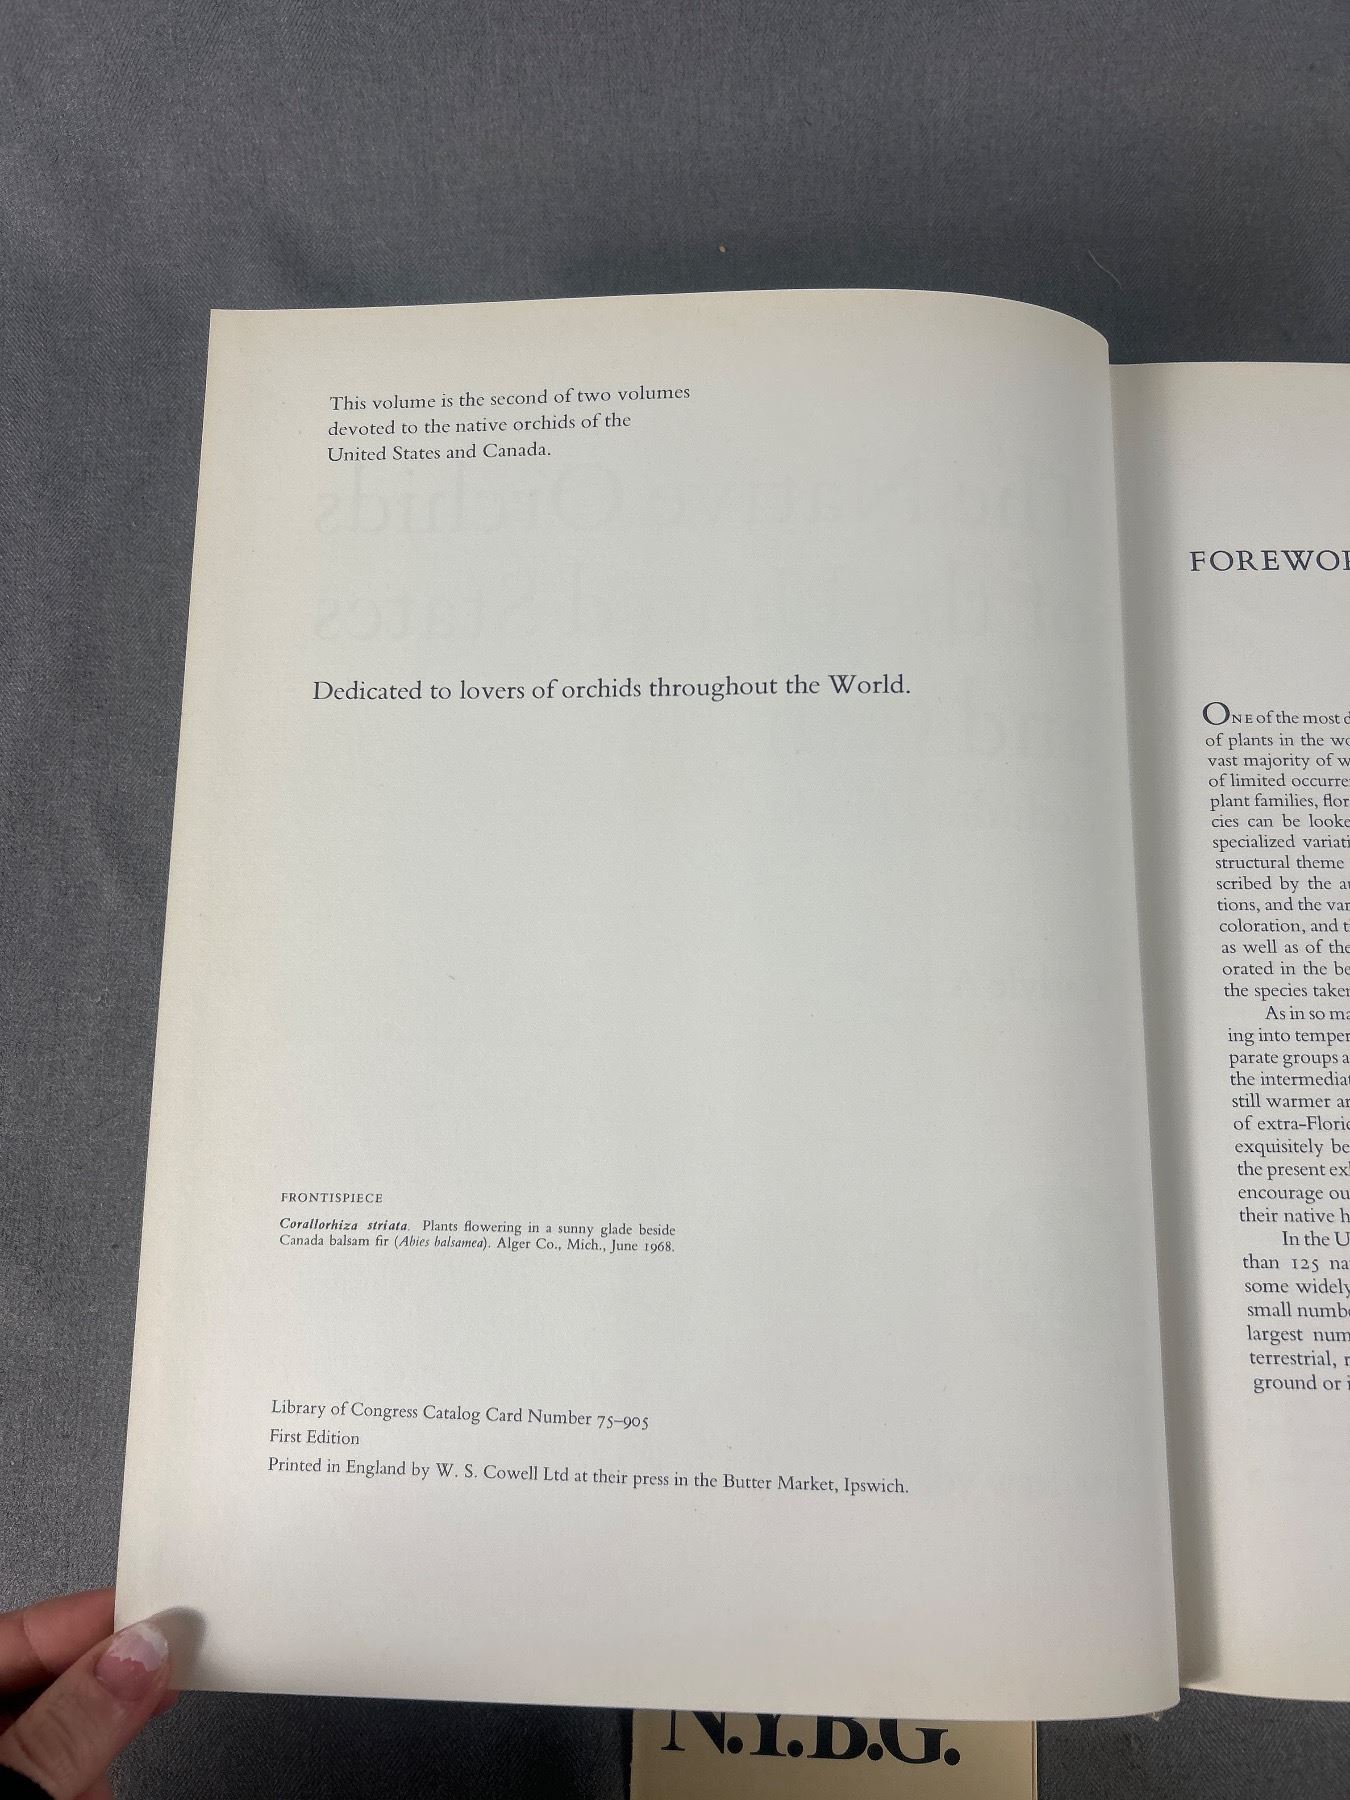 This volume is the second of two volumes
devoted to the native orchids of the
United States and Canada.
Dedicated to lovers of orchids throughout the World.
FRONTISPIECE
Corallorhiza striata. Plants flowering in a sunny glade beside
Canada balsam fir (Abies balsamea). Alger Co., Mich., June 1968.
Library of Congress Catalog Card Number 75–905
First Edition
Printed in England by W. S. Cowell Ltd at their press in the Butter Market, Ipswich.
ONE of the most
of plants in the
vast majority of
of limited
plant families,
cies can be
specialized
structural theme
scribed by the
tions, and the
coloration, and
as well as of the
orated in the
the species
As in so
ing into
parate groups
the intermediat
still warmer
of extra-
exquisitely
the present
encourage
their native
In the
than 125
some widely
small
largest
terrestrial,
ground or
N.Y.B.G.